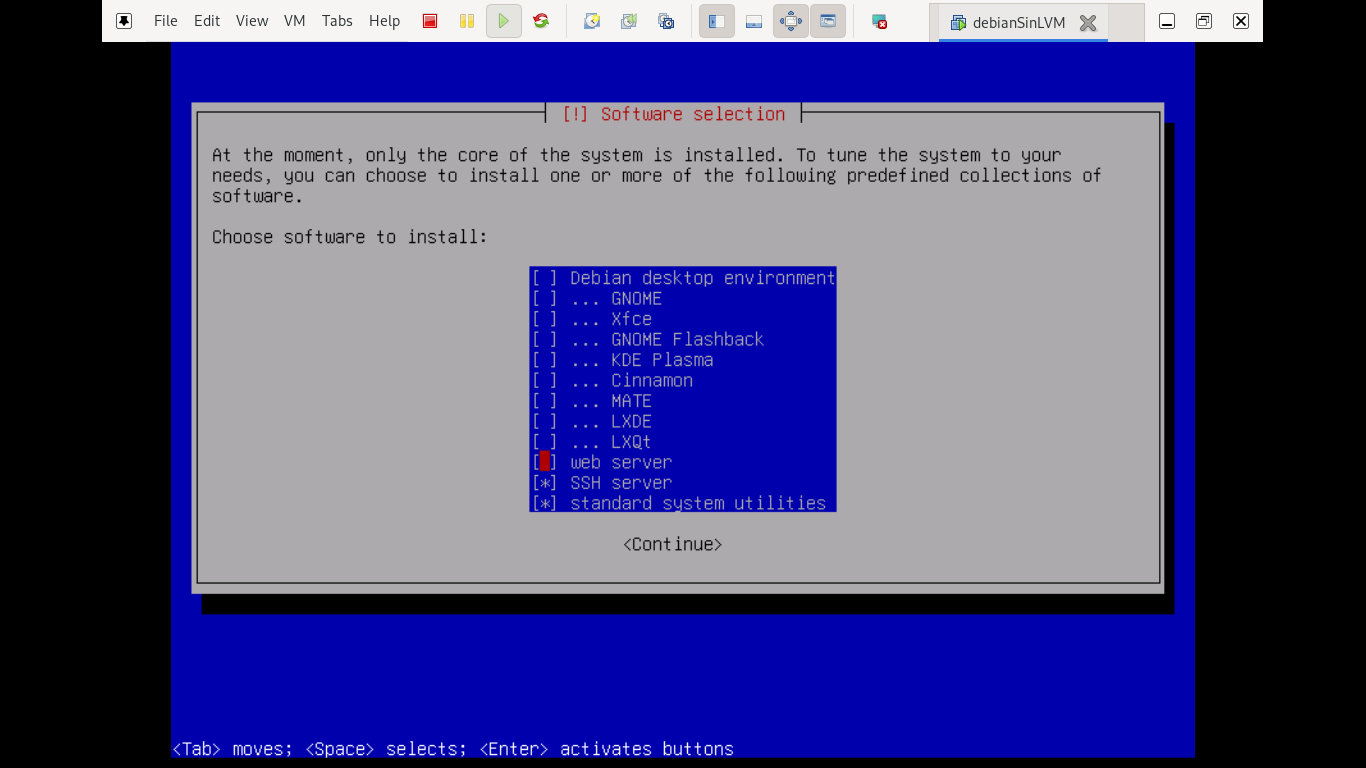 File Edit View VM Tabs Help debianSinLVM
[!] Software selection
At the moment, only the core of the system is installed. To tune the system to your
needs, you can choose to install one or more of the following predefined collections of
software.
Choose software to install:
[ ] Debian desktop environment
[ ] ... GNOME
[ ] ... Xfce
[ ] ... GNOME Flashback
[ ] ... KDE Plasma
[ ] ... Cinnamon
[ ] ... MATE
[ ] ... LXDE
[ ] ... LXQt
[ ] web server
[*] SSH server
[*] standard system utilities
<Continue>
<Tab> moves; <Space> selects; <Enter> activates buttons